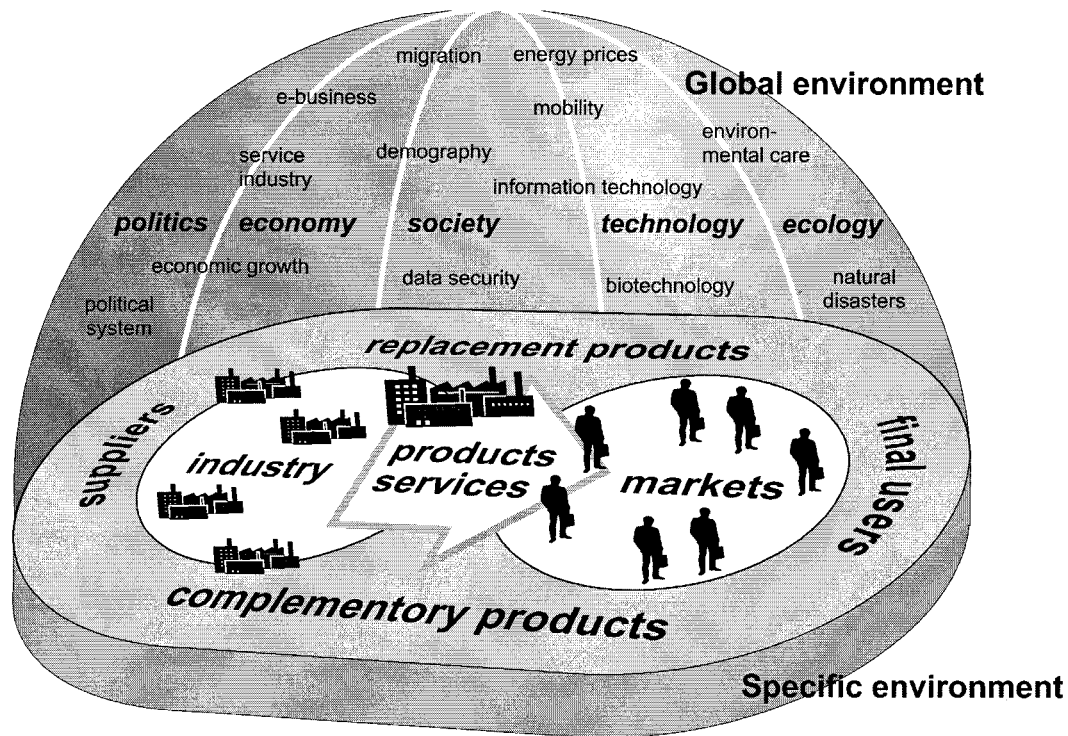 migration energy prices
Global environment
e-business
mobility
environ-
mental care
service
industry
demography
information technology
politics economy society technology ecology
economic growth
data security
biotechnology
natural
disasters
political
system
replacement products
suppliers
final users
industry
products
services
markets
complementory products
Specific environment